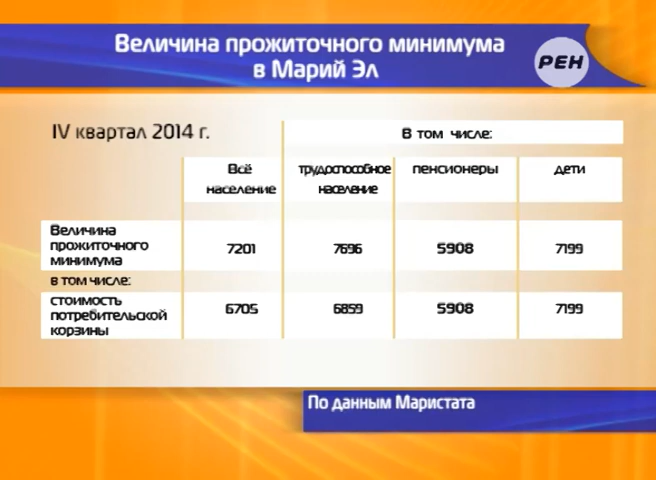 Величина прожиточного минимума
в Марий Эл
РЕН
IV квартал 2014 г.
В том числе:
Всё население
трудоспособное население
пенсионеры
дети
Величина прожиточного минимума
7201
7696
5908
7199
в том числе:
стоимость потребительской корзины
6705
6859
5908
7199
По данным Маристата